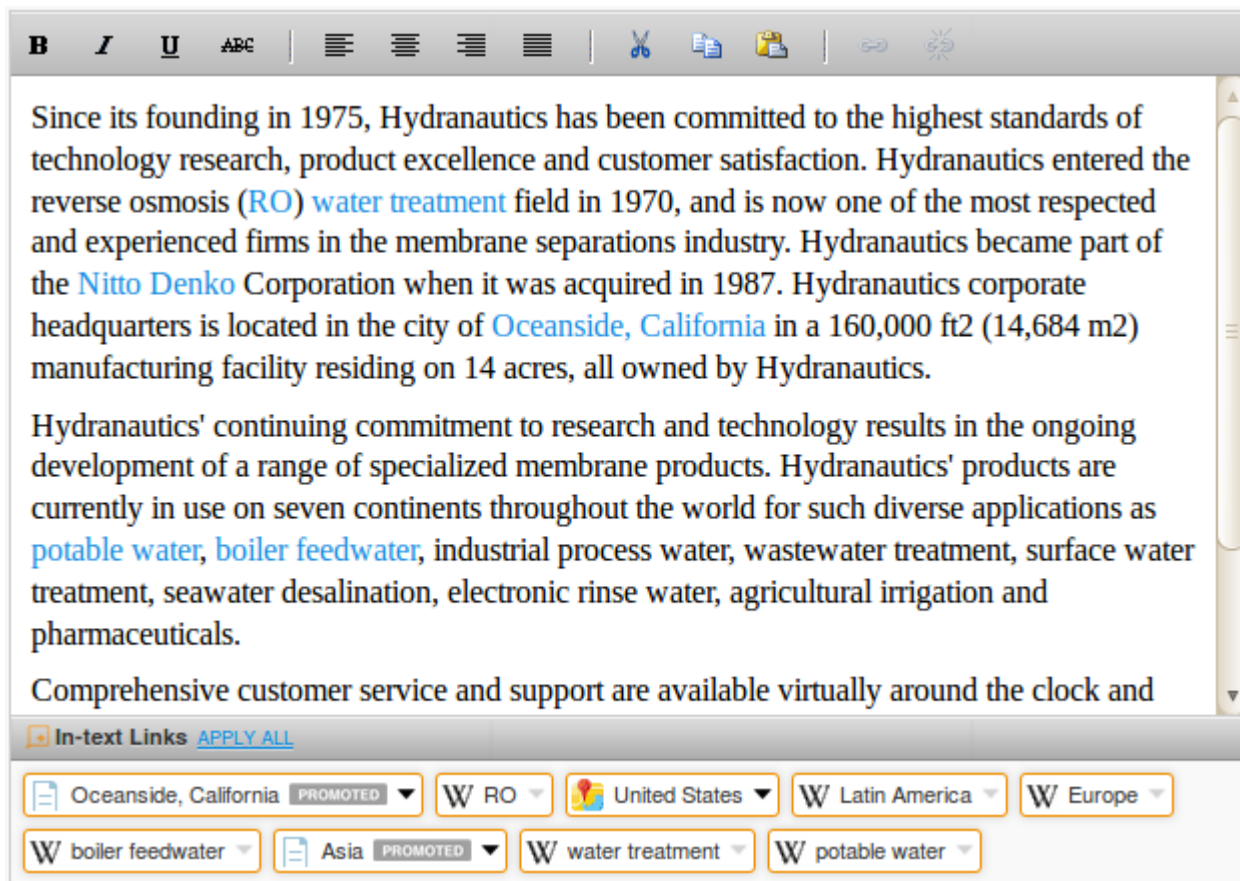 B I U ABC
Since its founding in 1975, Hydranautics has been committed to the highest standards of
technology research, product excellence and customer satisfaction. Hydranautics entered the
reverse osmosis (RO) water treatment field in 1970, and is now one of the most respected
and experienced firms in the membrane separations industry. Hydranautics became part of
the Nitto Denko Corporation when it was acquired in 1987. Hydranautics corporate
headquarters is located in the city of Oceanside, California in a 160,000 ft2 (14,684 m2)
manufacturing facility residing on 14 acres, all owned by Hydranautics.
Hydranautics' continuing commitment to research and technology results in the ongoing
development of a range of specialized membrane products. Hydranautics' products are
currently in use on seven continents throughout the world for such diverse applications as
potable water, boiler feedwater, industrial process water, wastewater treatment, surface water
treatment, seawater desalination, electronic rinse water, agricultural irrigation and
pharmaceuticals.
Comprehensive customer service and support are available virtually around the clock and
In-text Links APPLY ALL
Oceanside, California PROMOTED W RO United States W Latin America W Europe
W boiler feedwater Asia PROMOTED W water treatment W potable water